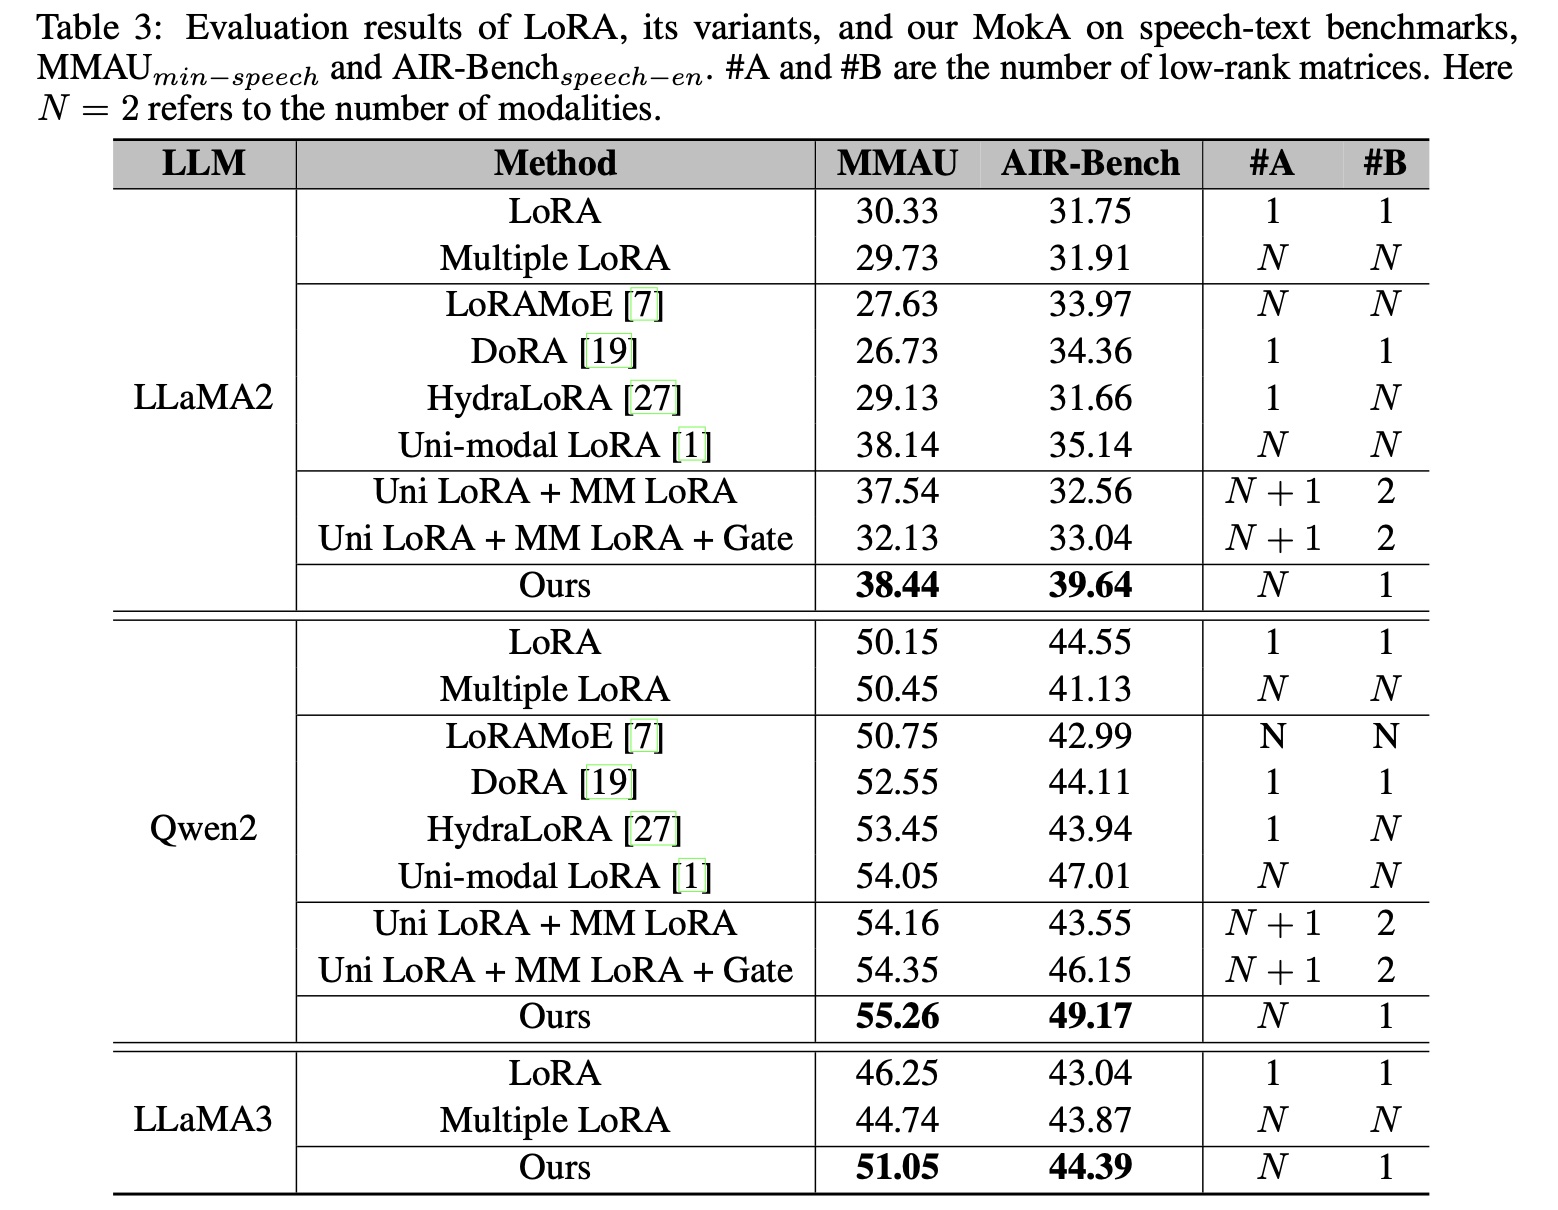 Table 3: Evaluation results of LoRA, its variants, and our MokA on speech-text benchmarks,
MMAU_{min−speech} and AIR-Bench_{speech−en}. #A and #B are the number of low-rank matrices. Here
N = 2 refers to the number of modalities.
LLM Method MMAU AIR-Bench #A #B
LoRA 30.33 31.75 1 1
Multiple LoRA 29.73 31.91 N N
LoRAMoE [7] 27.63 33.97 N N
DoRA [19] 26.73 34.36 1 1
LLaMA2 HydraLoRA [27] 29.13 31.66 1 N
Uni-modal LoRA [1] 38.14 35.14 N N
Uni LoRA + MM LoRA 37.54 32.56 N + 1 2
Uni LoRA + MM LoRA + Gate 32.13 33.04 N + 1 2
Ours 38.44 39.64 N 1
LoRA 50.15 44.55 1 1
Multiple LoRA 50.45 41.13 N N
LoRAMoE [7] 50.75 42.99 N N
DoRA [19] 52.55 44.11 1 1
Qwen2 HydraLoRA [27] 53.45 43.94 1 N
Uni-modal LoRA [1] 54.05 47.01 N N
Uni LoRA + MM LoRA 54.16 43.55 N + 1 2
Uni LoRA + MM LoRA + Gate 54.35 46.15 N + 1 2
Ours 55.26 49.17 N 1
LoRA 46.25 43.04 1 1
LLaMA3 Multiple LoRA 44.74 43.87 N N
Ours 51.05 44.39 N 1